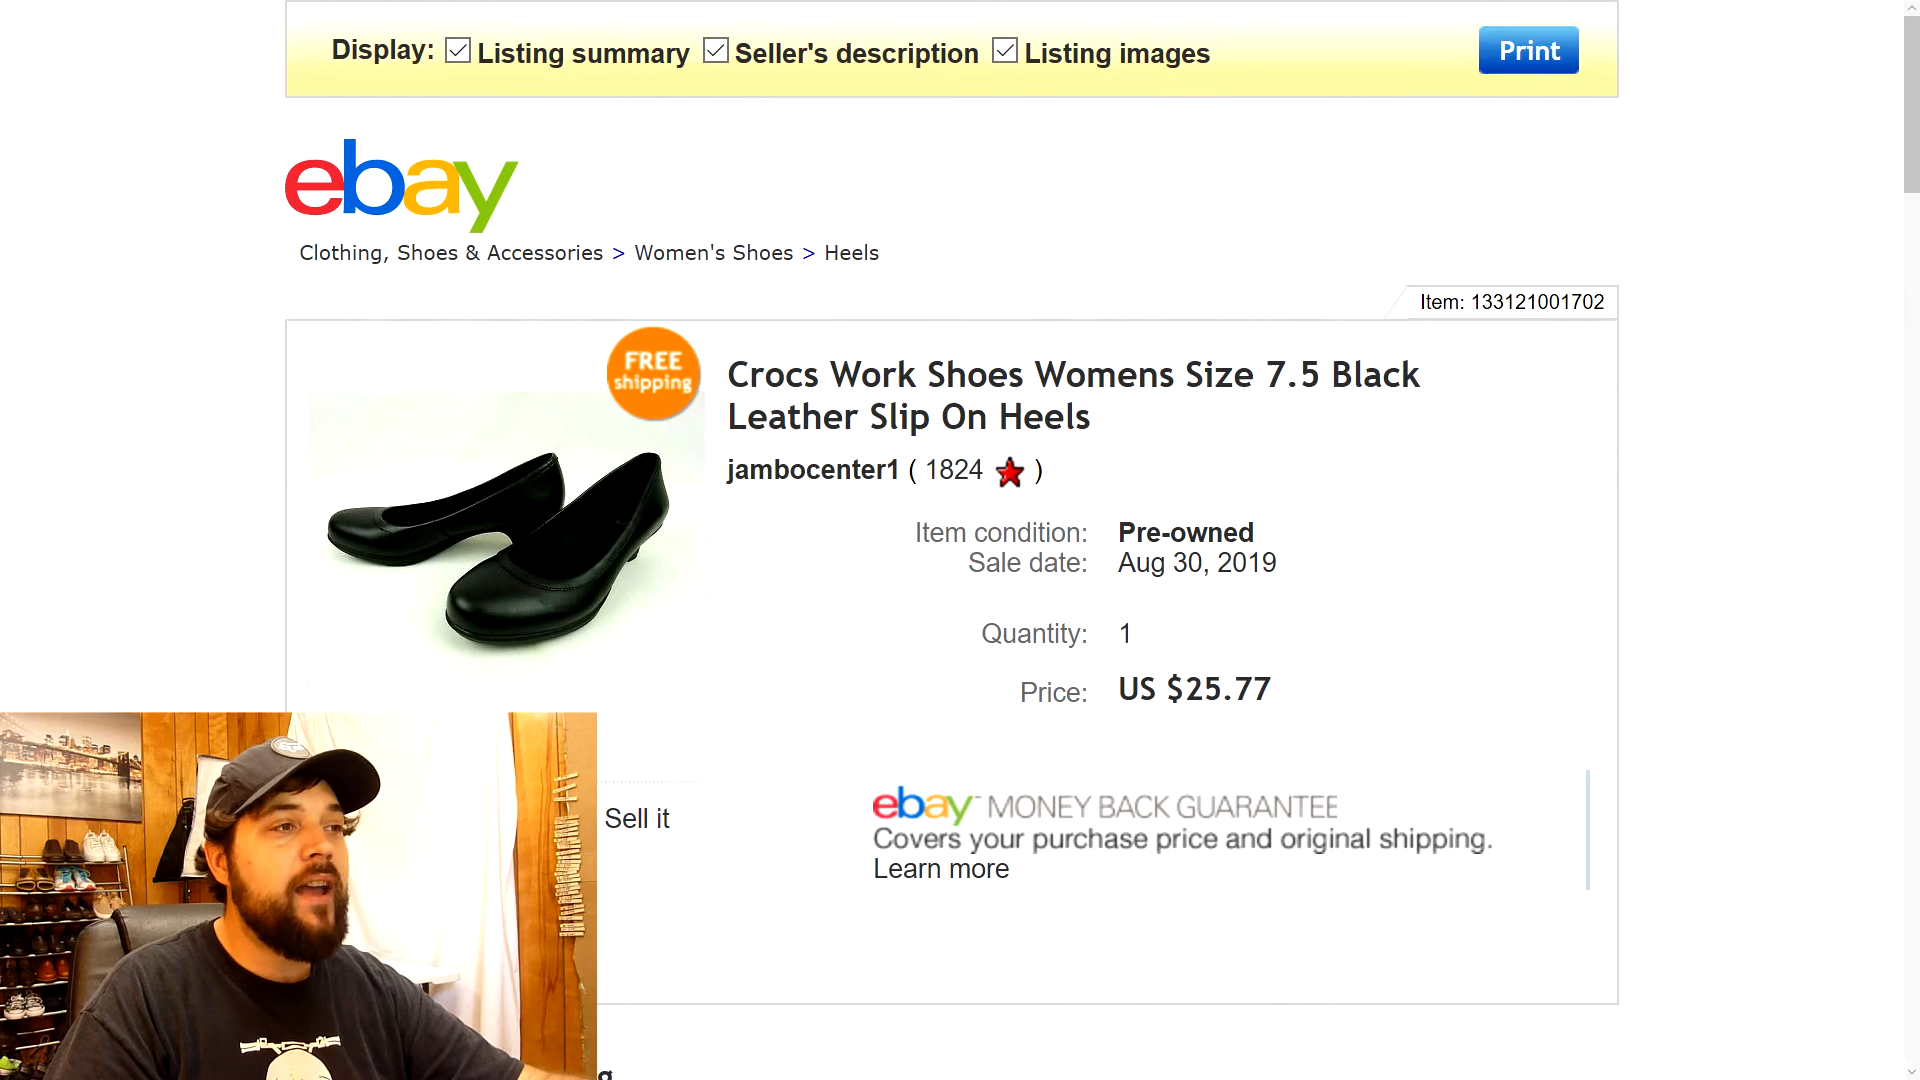 Display: Listing summary Seller's description Listing images
Print
ebay
Clothing, Shoes & Accessories > Women's Shoes > Heels
Item: 133121001702
FREE
shipping
Crocs Work Shoes Womens Size 7.5 Black
Leather Slip On Heels
jambocenter1 ( 1824 )
Item condition: Pre-owned
Sale date: Aug 30, 2019
Quantity: 1
Price: US $25.77
Sell it
ebay MONEY BACK GUARANTEE
Covers your purchase price and original shipping.
Learn more
g